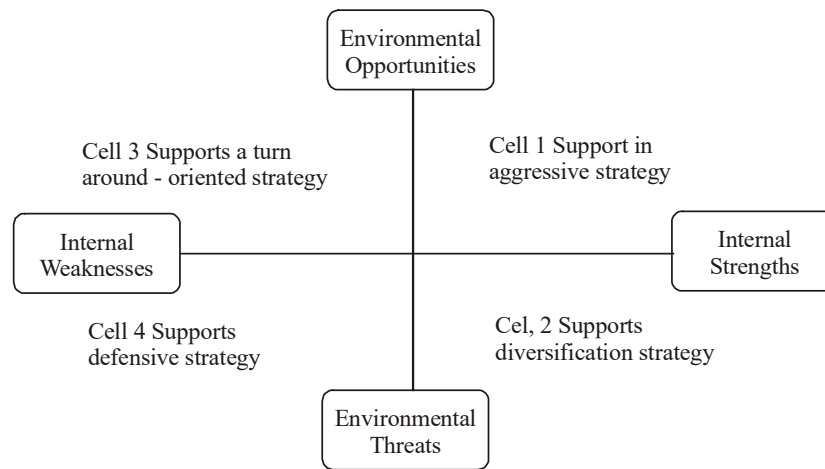 Environmental
Opportunities
Cell 3 Supports a turn
around - oriented strategy
Cell 1 Support in
aggressive strategy
Internal
Weaknesses
Internal
Strengths
Cell 4 Supports
defensive strategy
Cel, 2 Supports
diversification strategy
Environmental
Threats